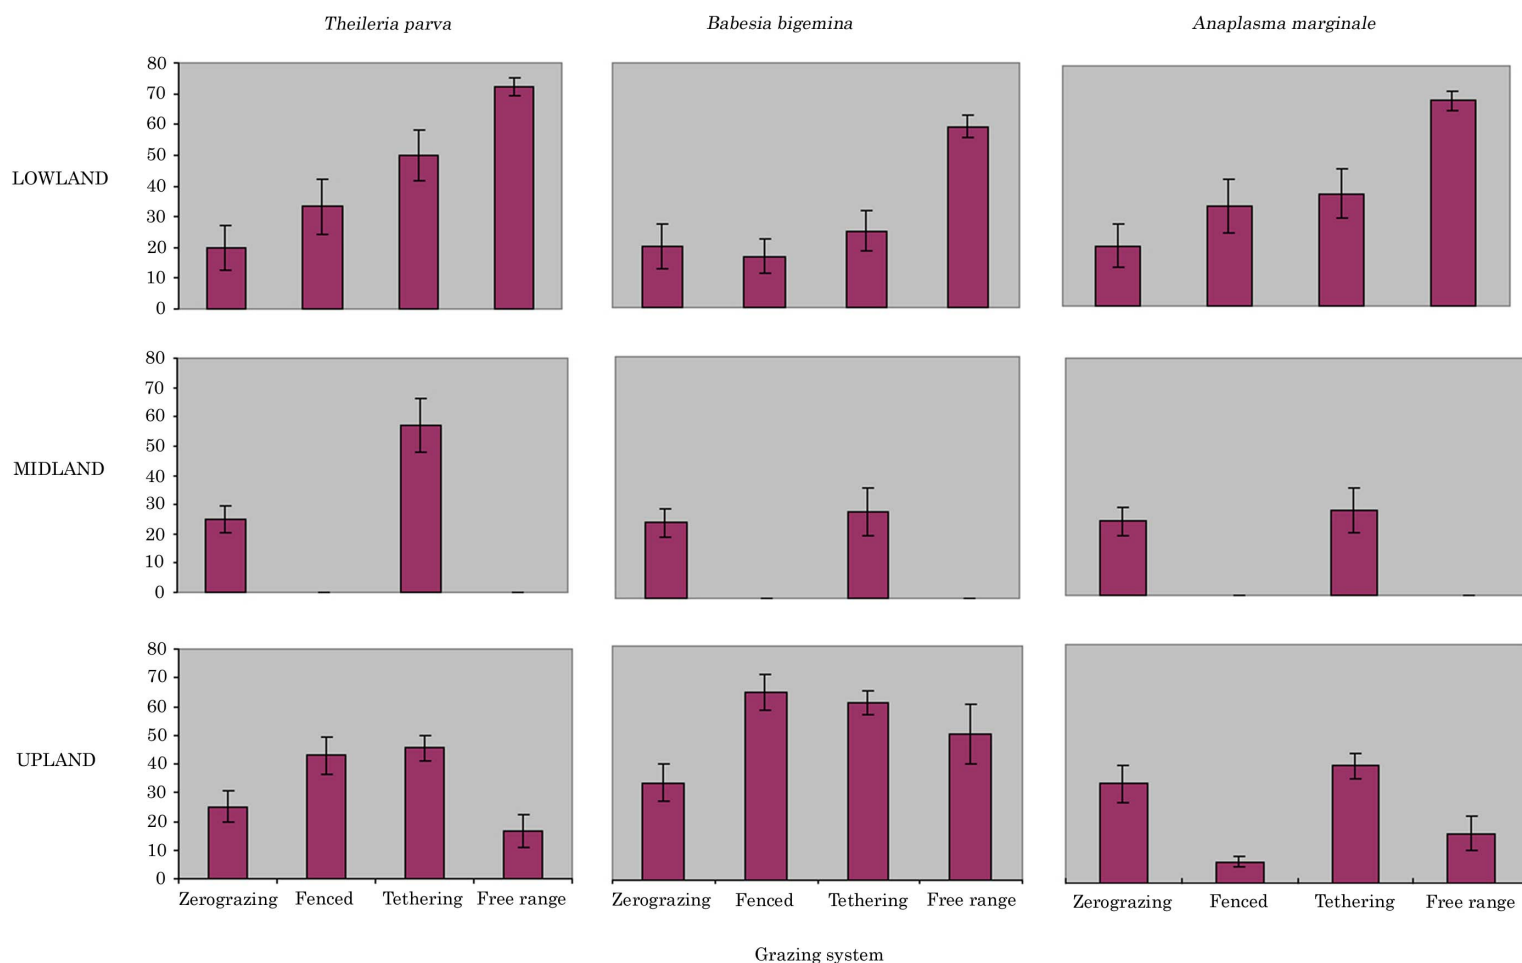 Theileria parva
Babesia bigemina
Anaplasma marginale
LOWLAND
80
70
60
50
40
30
20
10
0
MIDLAND
80
70
60
50
40
30
20
10
0
UPLAND
80
70
60
50
40
30
20
10
0
Zerograzing Fenced Tethering Free range
Zerograzing Fenced Tethering Free range
Zerograzing Fenced Tethering Free range
Grazing system